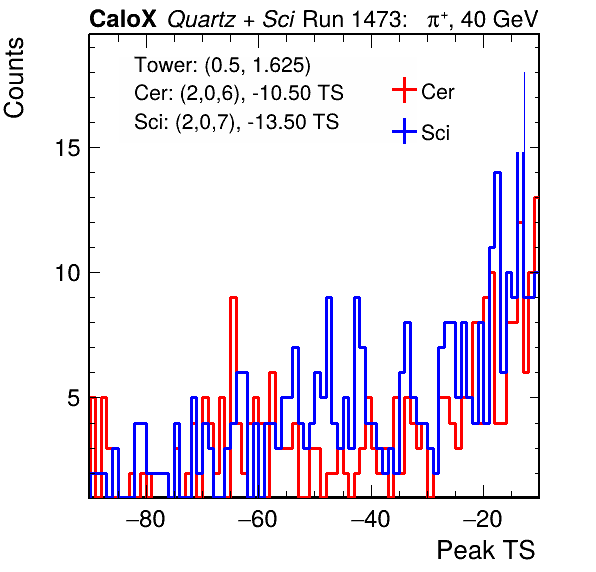 CaloX Quartz + Sci Run 1473: π+, 40 GeV
Tower: (0.5, 1.625)
Cer: (2,0,6), -10.50 TS
Sci: (2,0,7), -13.50 TS
Cer
Sci
Counts
15
10
5
−80 −60 −40 −20
Peak TS